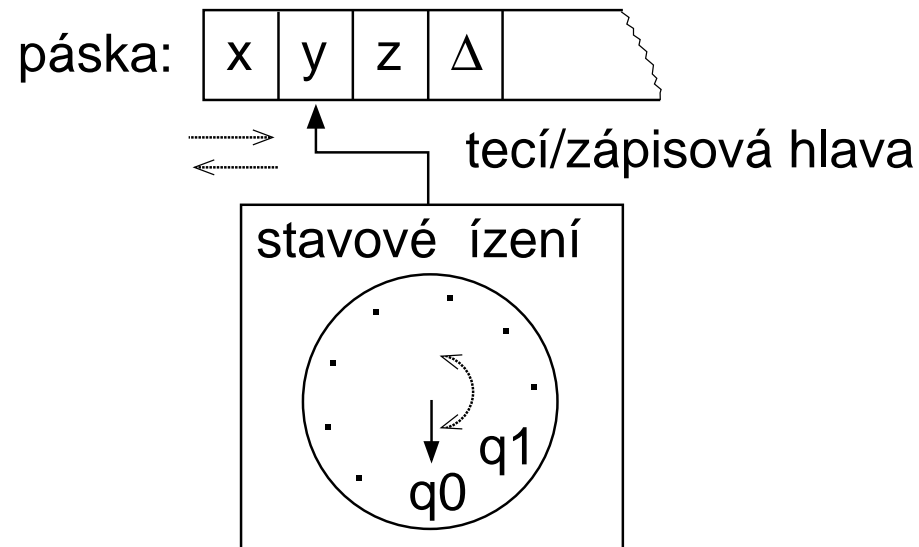 páska: x y z Δ
tecí/zápisová hlava
stavové ízení
q1
q0